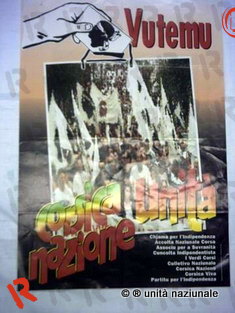 Vutemu
corsica
nazione
unita
Chjama per l'Indipendenza
Accolta Naziunale Corsa
Associu per a Suvranità
Cuncolta Indipendentista
I Verdi Corsi
Cullettivu Naziunale
Corsica Nazione
Corsica Viva
Partitu per l'Indipendenza
R
® unità naziunale